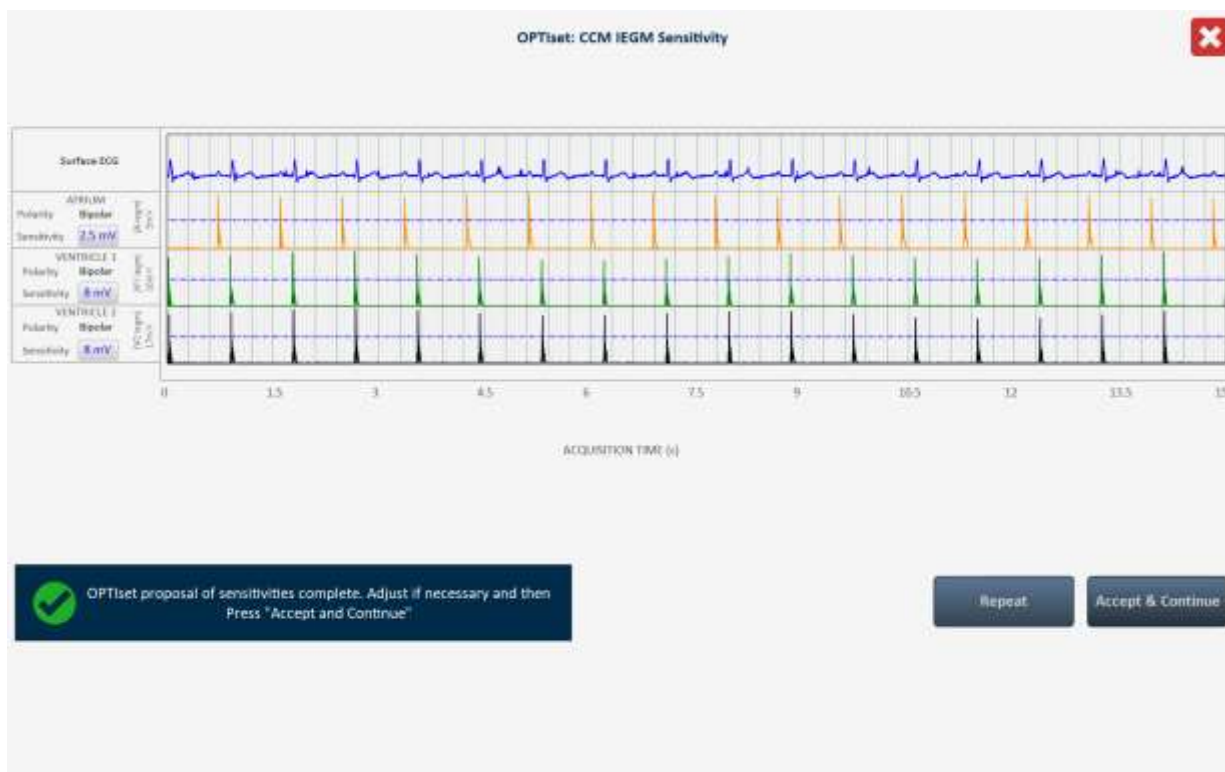 OPTIset: CCM IEGM Sensitivity
Surface ECG
ATRIUM
Polarity Bipolar
Sensitivity 2.5 mV
VENTRICLE 1
Polarity Bipolar
Sensitivity 8 mV
VENTRICLE 2
Polarity Bipolar
Sensitivity 8 mV
0 1.5 3 4.5 6 7.5 9 10.5 12 13.5
ACQUISITION TIME (s)
OPTIset proposal of sensitivities complete. Adjust if necessary and then
Press "Accept and Continue"
Repeat
Accept & Continue